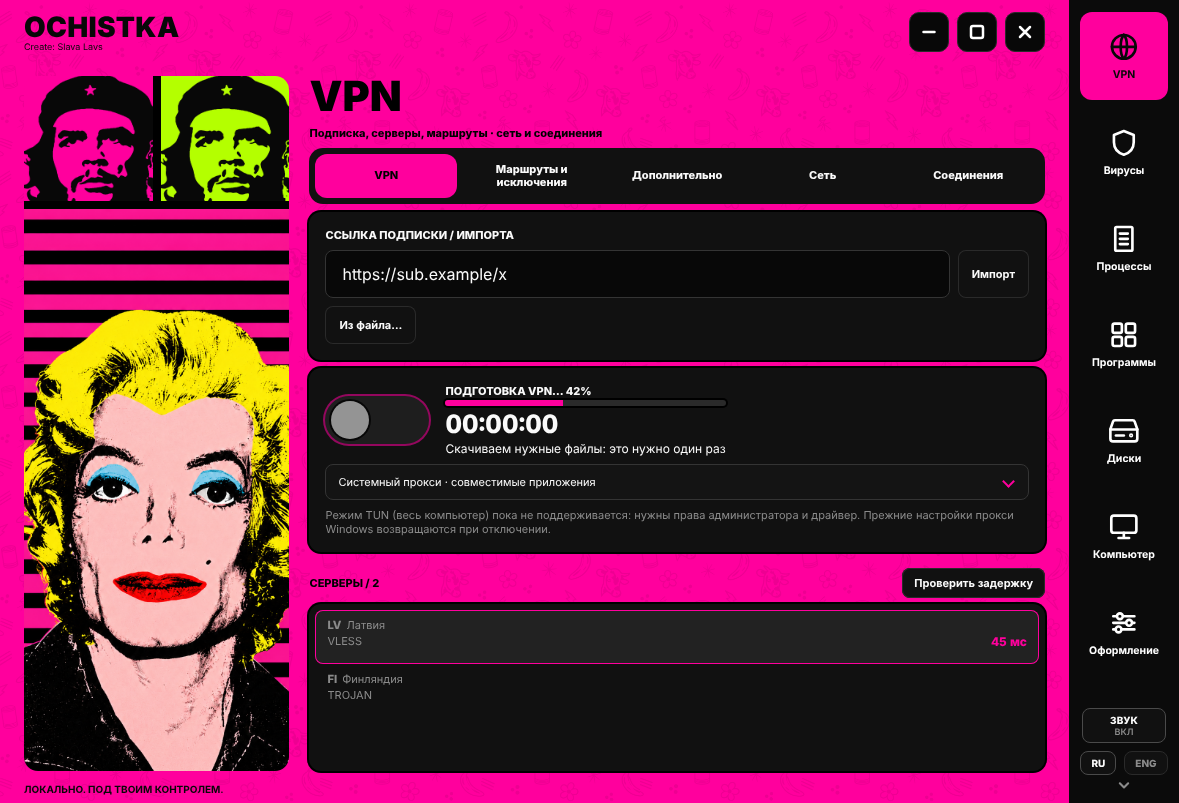 OCHISTKA
Create: Slava Lavs
VPN
Подписка, серверы, маршруты · сеть и соединения
VPN
Маршруты и
исключения
Дополнительно
Сеть
Соединения
ССЫЛКА ПОДПИСКИ / ИМПОРТА
https://sub.example/x
Импорт
Из файла...
ПОДГОТОВКА VPN... 42%
00:00:00
Скачиваем нужные файлы: это нужно один раз
Системный прокси · совместимые приложения
Режим TUN (весь компьютер) пока не поддерживается: нужны права администратора и драйвер. Прежние настройки прокси
Windows возвращаются при отключении.
СЕРВЕРЫ / 2
Проверить задержку
LV Латвия
VLESS
45 мс
FI Финляндия
TROJAN
ЛОКАЛЬНО. ПОД ТВОИМ КОНТРОЛЕМ.
VPN
Вирусы
Процессы
Программы
Диски
Компьютер
Оформление
ЗВУК
ВКЛ
RU
ENG